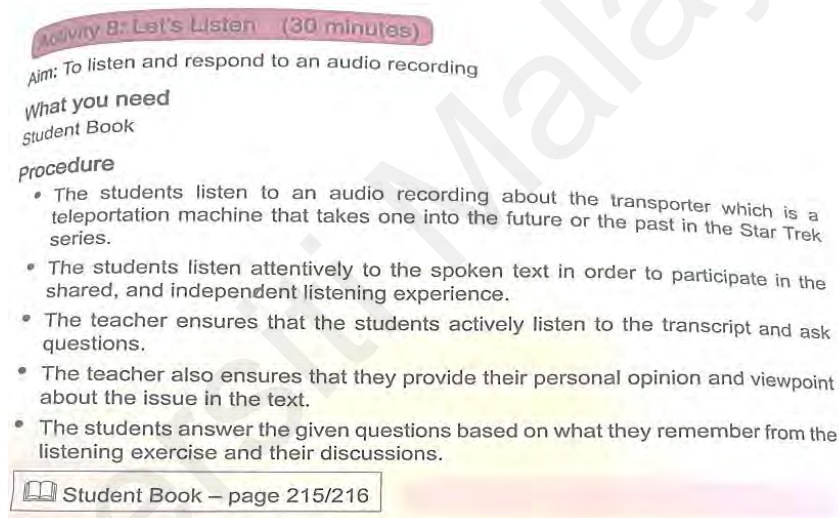 Activity 8: Let's Listen (30 minutes)
Aim: To listen and respond to an audio recording
What you need
Student Book
Procedure
• The students listen to an audio recording about the transporter which is a
teleportation machine that takes one into the future or the past in the Star Trek
series.
• The students listen attentively to the spoken text in order to participate in the
shared, and independent listening experience.
• The teacher ensures that the students actively listen to the transcript and ask
questions.
• The teacher also ensures that they provide their personal opinion and viewpoint
about the issue in the text.
• The students answer the given questions based on what they remember from the
listening exercise and their discussions.
Student Book – page 215/216